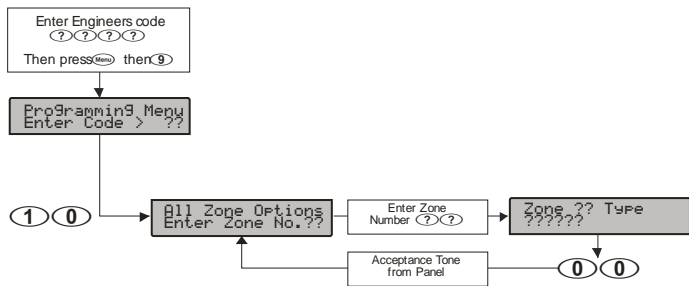 Enter Engineers code
? ? ? ?
Then press Menu then 9
Programming Menu
Enter Code > ??
1 0
All Zone Options
Enter Zone No.??
Enter Zone
Number ? ?
Zone ?? Type
??????
Acceptance Tone
from Panel
0 0